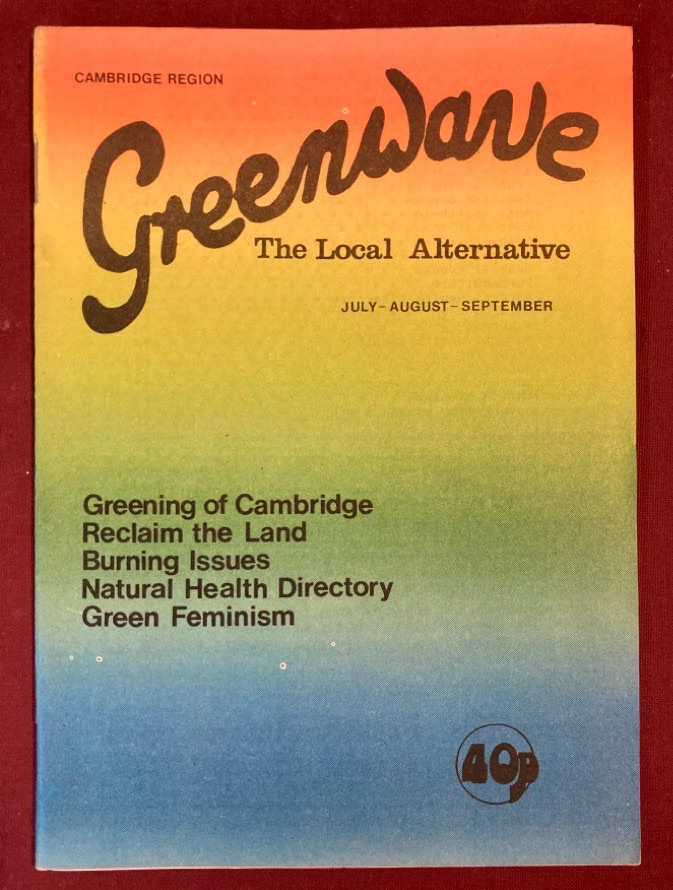 CAMBRIDGE REGION
Greenwave
The Local Alternative
JULY–AUGUST–SEPTEMBER
Greening of Cambridge
Reclaim the Land
Burning Issues
Natural Health Directory
Green Feminism
40p